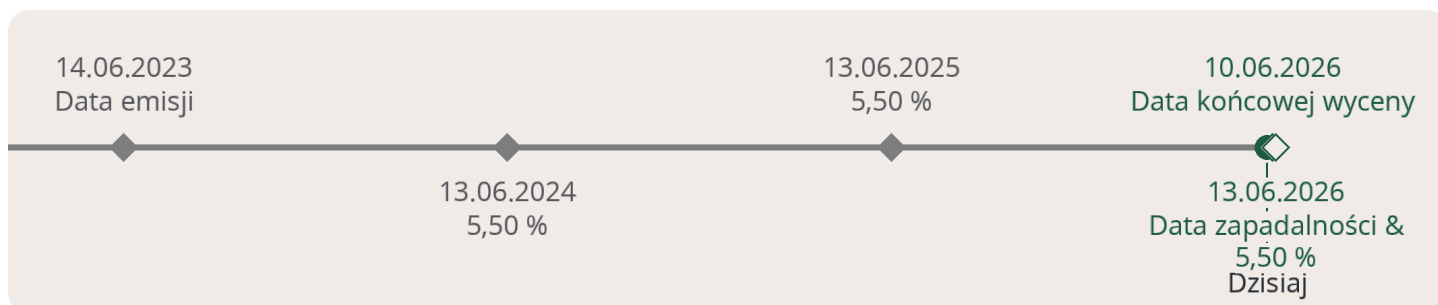 14.06.2023
Data emisji
13.06.2024
5,50 %
13.06.2025
5,50 %
10.06.2026
Data końcowej wyceny
13.06.2026
Data zapadalności &
5,50 %
Dzisiaj